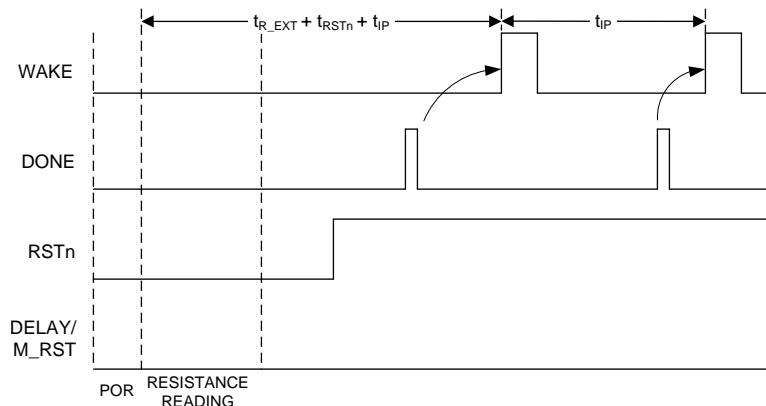 t_R_EXT + t_RSTn + t_IP
t_IP
WAKE
DONE
RSTn
DELAY/
M_RST
POR
RESISTANCE
READING